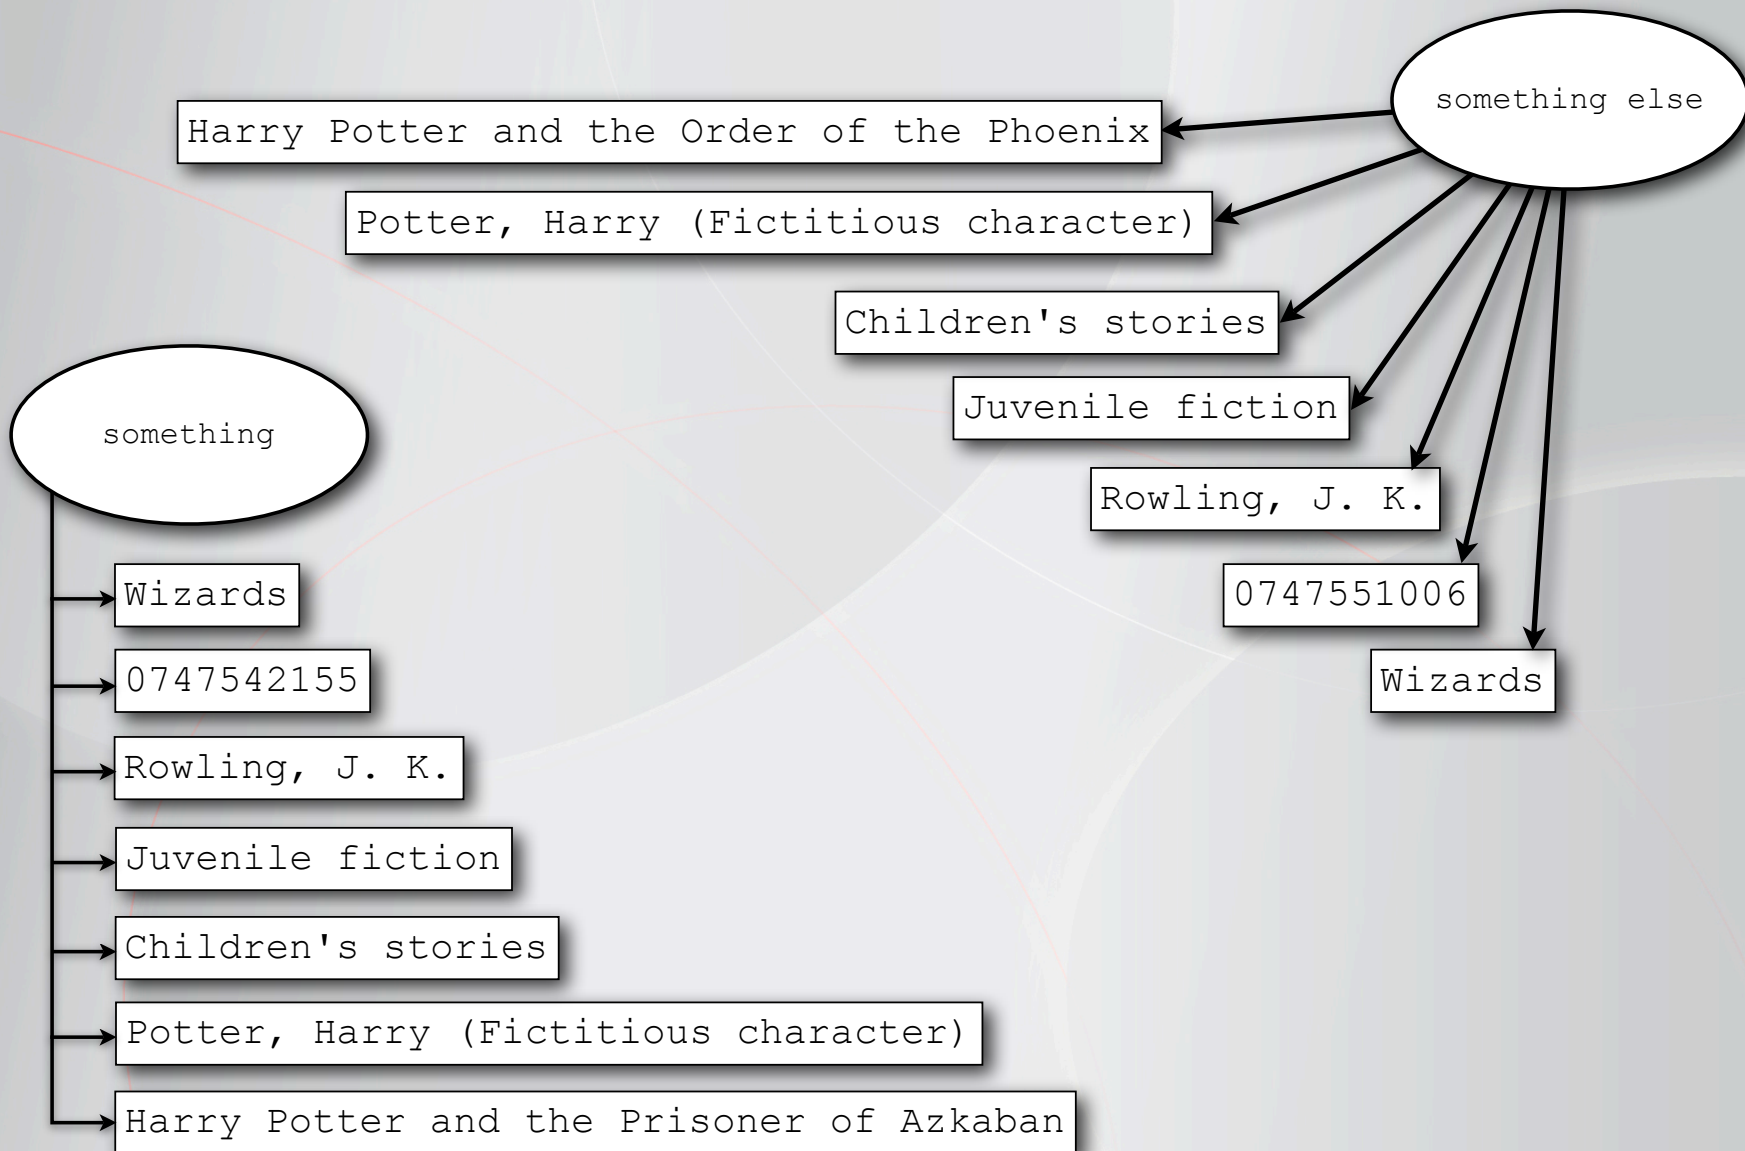 something else
Harry Potter and the Order of the Phoenix
Potter, Harry (Fictitious character)
Children's stories
Juvenile fiction
Rowling, J. K.
0747551006
Wizards
something
Wizards
0747542155
Rowling, J. K.
Juvenile fiction
Children's stories
Potter, Harry (Fictitious character)
Harry Potter and the Prisoner of Azkaban